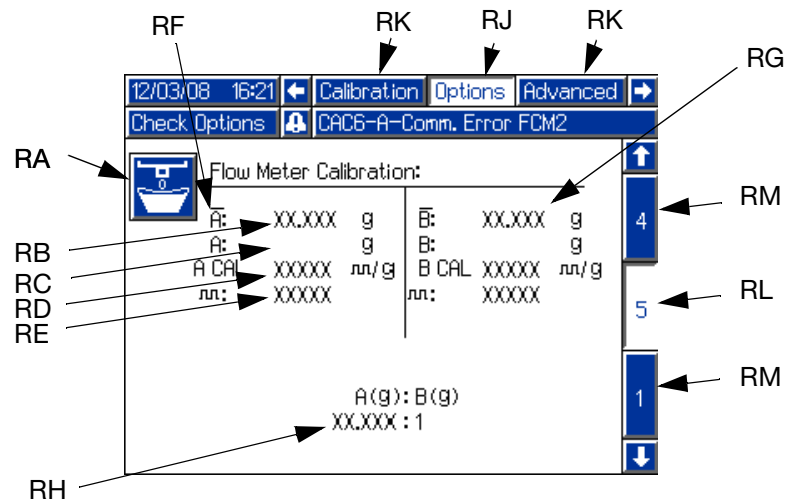 RF RK RJ RK
RG
12/03/08 16:21 Calibration Options Advanced
Check Options CAC6-A-Comm. Error FCM2
RA
0
Flow Meter Calibration:
A̅: XX.XXX g B̅: XX.XXX g
4 RM
RB
A: g B: g
RC
A CAL XXXXX ⎍⎍/g B CAL XXXXX ⎍⎍/g
RD
⎍⎍: XXXXX ⎍⎍: XXXXX
RE
5 RL
RM
A(g):B(g)
1
XX.XXX :1
RH